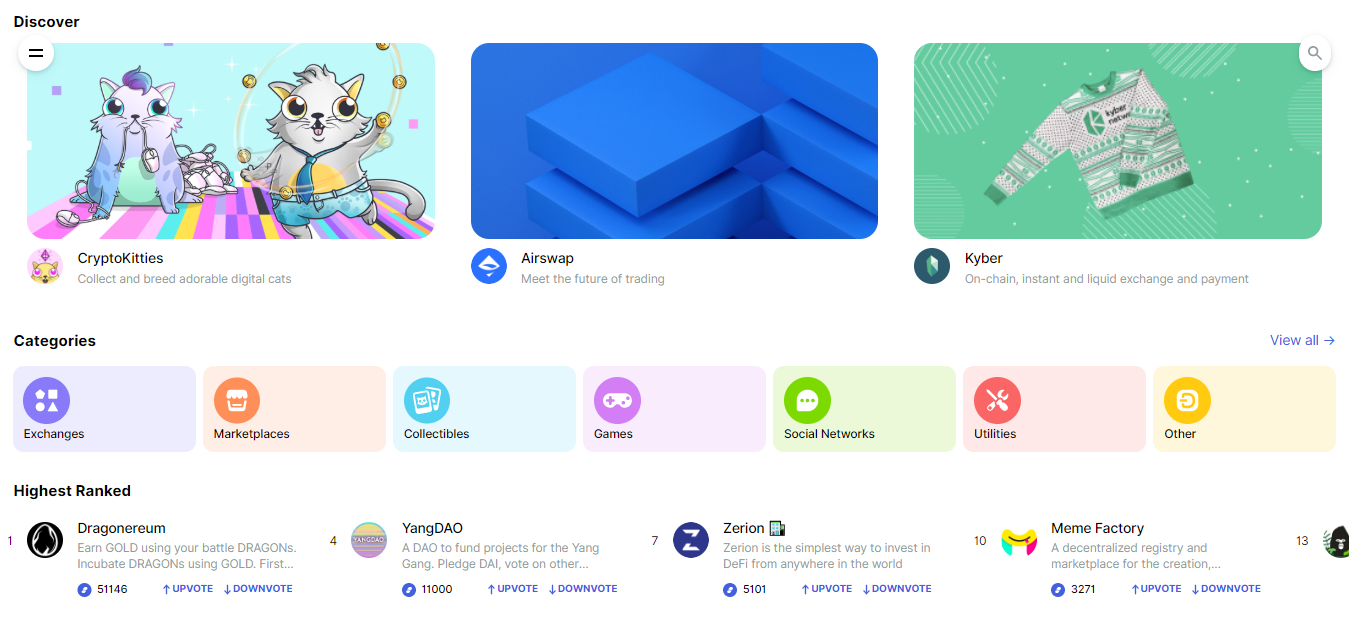 Discover
kyber
CryptoKitties
Collect and breed adorable digital cats
Airswap
Meet the future of trading
Kyber
On-chain, instant and liquid exchange and payment
Categories
View all →
Exchanges
Marketplaces
Collectibles
Games
Social Networks
Utilities
Other
Highest Ranked
1
Dragonereum
Earn GOLD using your battle DRAGONs.
Incubate DRAGONs using GOLD. First...
51146 ↑UPVOTE ↓DOWNVOTE
4
YANGDAO
YangDAO
A DAO to fund projects for the Yang
Gang. Pledge DAI, vote on other...
11000 ↑UPVOTE ↓DOWNVOTE
7
Zerion
Zerion is the simplest way to invest in
DeFi from anywhere in the world
5101 ↑UPVOTE ↓DOWNVOTE
10
Meme Factory
A decentralized registry and
marketplace for the creation,...
3271 ↑UPVOTE ↓DOWNVOTE
13